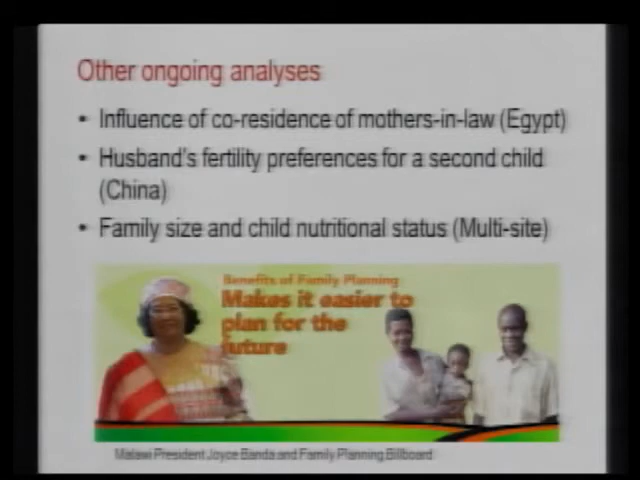 Other ongoing analyses
• Influence of co-residence of mothers-in-law (Egypt)
• Husband's fertility preferences for a second child
(China)
• Family size and child nutritional status (Multi-site)
Benefits of Family Planning
Makes it easier to
plan for the
future
Malawi President Joyce Banda and Family Planning Billboard